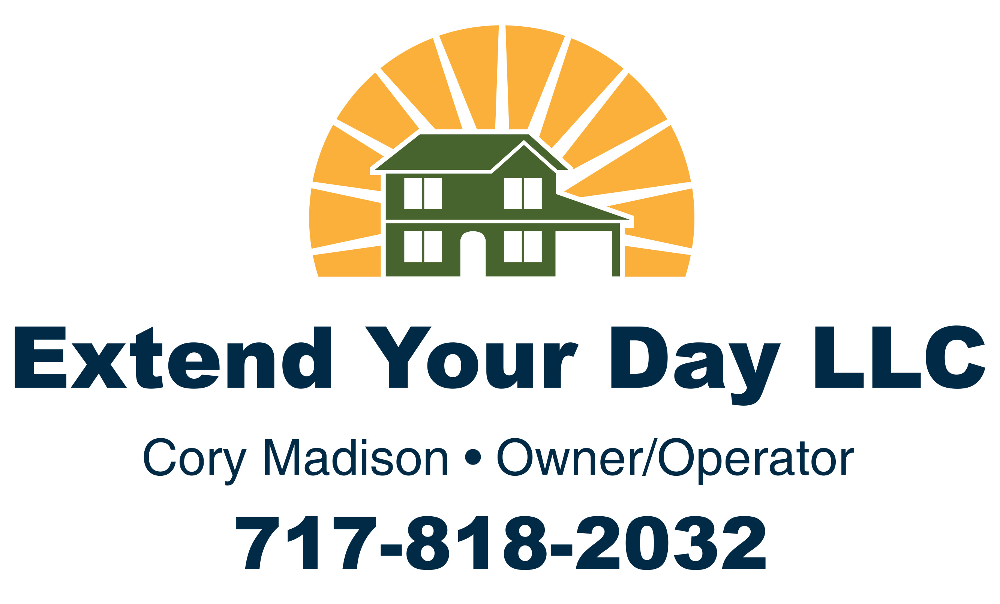 Extend Your Day LLC
Cory Madison • Owner/Operator
717-818-2032